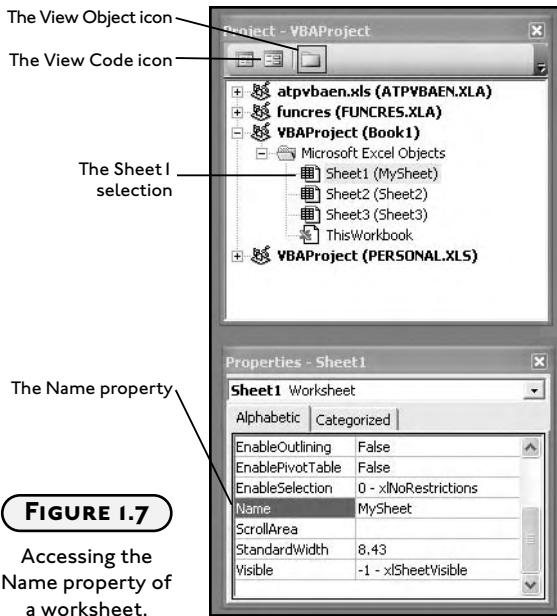 The View Object icon
The View Code icon
The Sheet1
selection
Project - VBAProject
atpvbaen.xls (ATPVBAEN.XLA)
funcres (FUNCRES.XLA)
VBAProject (Book1)
Microsoft Excel Objects
Sheet1 (MySheet)
Sheet2 (Sheet2)
Sheet3 (Sheet3)
ThisWorkbook
VBAProject (PERSONAL.XLS)
The Name property
Properties - Sheet1
Sheet1 Worksheet
Alphabetic Categorized
EnableOutlining False
EnablePivotTable False
EnableSelection 0 - xlNoRestrictions
Name MySheet
ScrollArea
StandardWidth 8.43
Visible -1 - xlSheetVisible
FIGURE 1.7
Accessing the
Name property of
a worksheet.